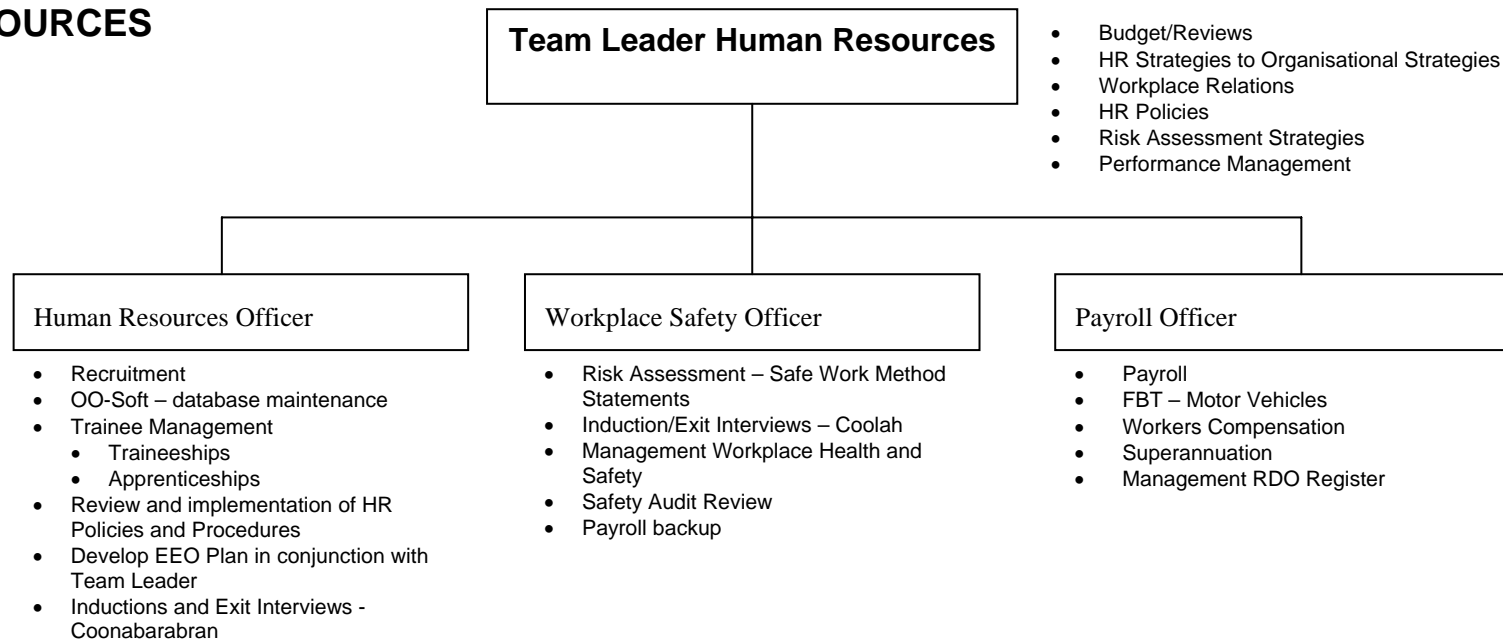 OURCES
Team Leader Human Resources
• Budget/Reviews
• HR Strategies to Organisational Strategies
• Workplace Relations
• HR Policies
• Risk Assessment Strategies
• Performance Management
Human Resources Officer
• Recruitment
• OO-Soft – database maintenance
• Trainee Management
• Traineeships
• Apprenticeships
• Review and implementation of HR
Policies and Procedures
• Develop EEO Plan in conjunction with
Team Leader
• Inductions and Exit Interviews -
Coonabarabran
Workplace Safety Officer
• Risk Assessment – Safe Work Method
Statements
• Induction/Exit Interviews – Coolah
• Management Workplace Health and
Safety
• Safety Audit Review
• Payroll backup
Payroll Officer
• Payroll
• FBT – Motor Vehicles
• Workers Compensation
• Superannuation
• Management RDO Register